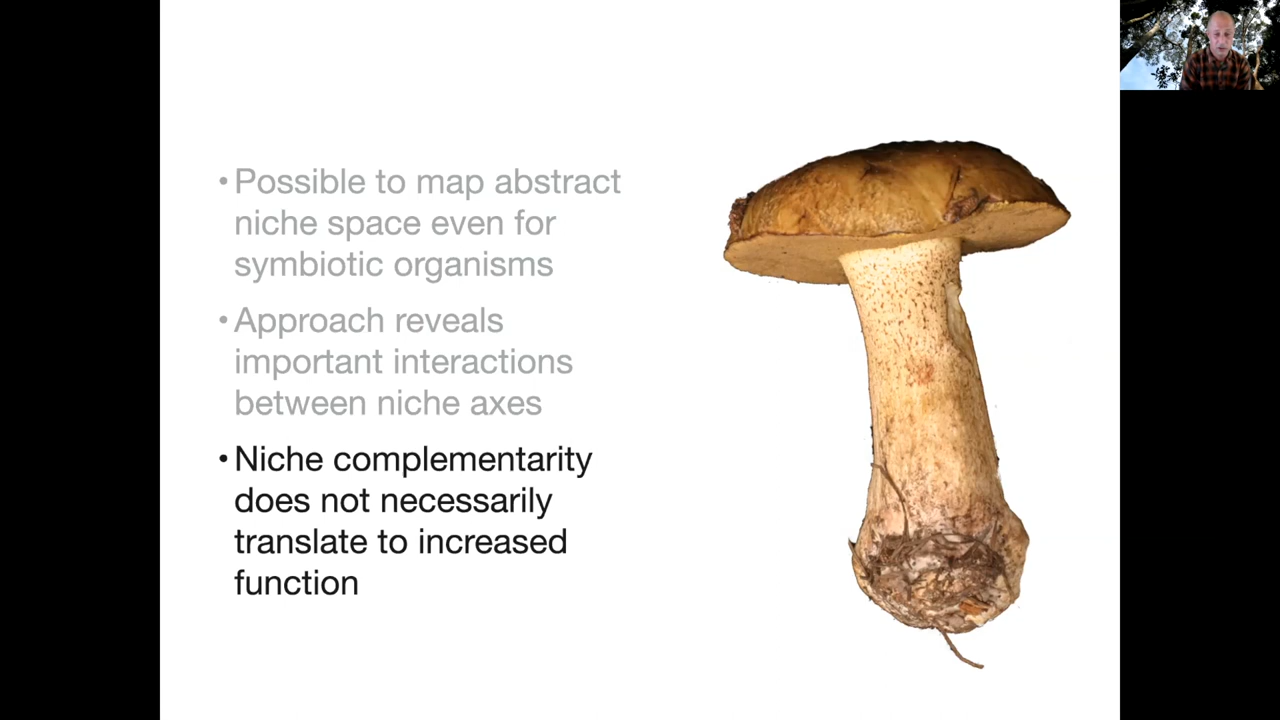 • Possible to map abstract
niche space even for
symbiotic organisms
• Approach reveals
important interactions
between niche axes
• Niche complementarity
does not necessarily
translate to increased
function